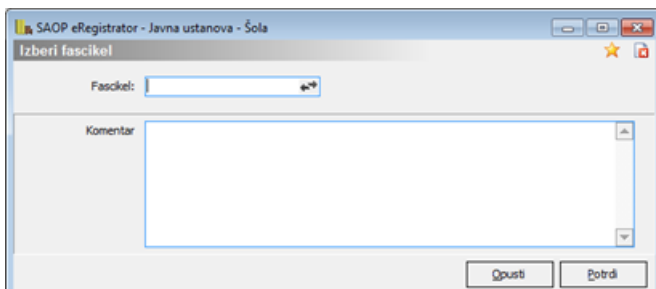 SAOP eRegistrator - Javna ustanova - Šola
Izberi fascikel
Fascikel:
Komentar
Opusti
Potrdi